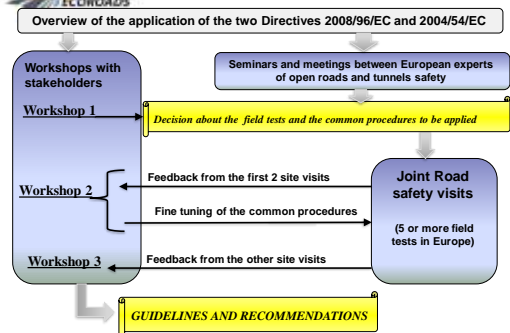 ECOROADS
Overview of the application of the two Directives 2008/96/EC and 2004/54/EC
Workshops with
stakeholders
Seminars and meetings between European experts
of open roads and tunnels safety
Workshop 1
Decision about the field tests and the common procedures to be applied
Feedback from the first 2 site visits
Workshop 2
Fine tuning of the common procedures
Joint Road
safety visits
(5 or more field
tests in Europe)
Workshop 3
Feedback from the other site visits
GUIDELINES AND RECOMMENDATIONS